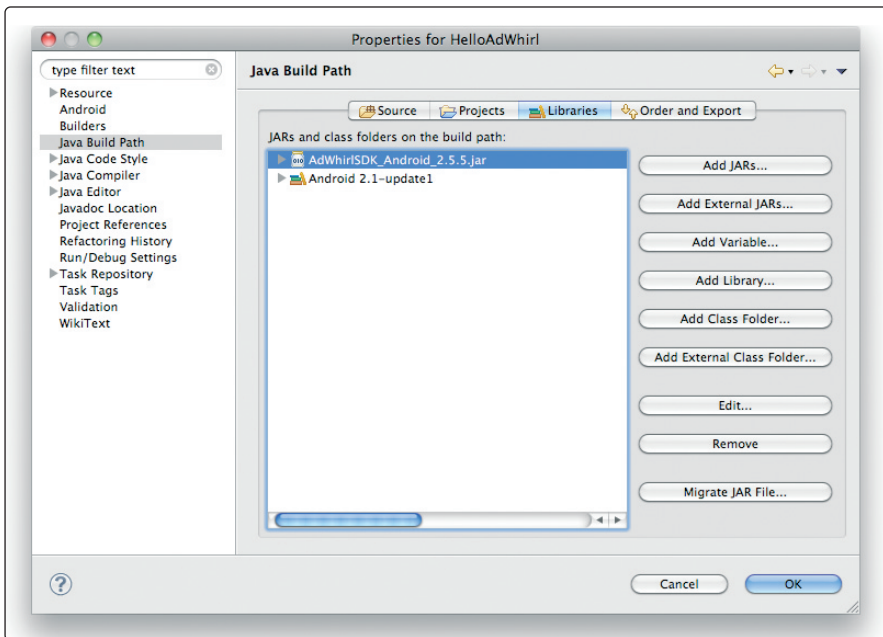 Properties for HelloAdWhirl
type filter text
Resource
Android
Builders
Java Build Path
Java Code Style
Java Compiler
Java Editor
Javadoc Location
Project References
Refactoring History
Run/Debug Settings
Task Repository
Task Tags
Validation
WikiText
Java Build Path
Source
Projects
Libraries
Order and Export
JARs and class folders on the build path:
AdWhirlSDK_Android_2.5.5.jar
Android 2.1-update1
Add JARs...
Add External JARs...
Add Variable...
Add Library...
Add Class Folder...
Add External Class Folder...
Edit...
Remove
Migrate JAR File...
?
Cancel
OK